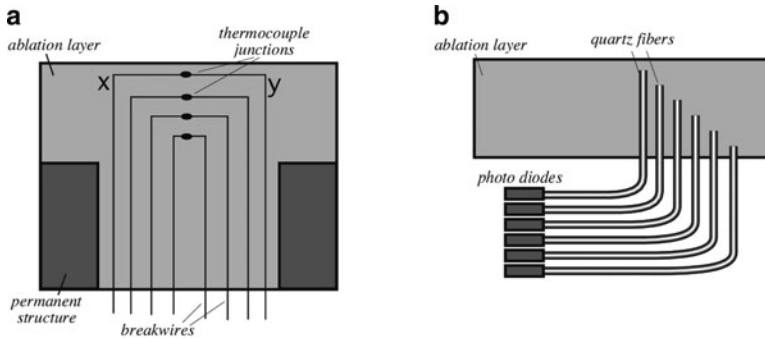 a
ablation layer
thermocouple
junctions
x
y
permanent
structure
breakwires
b
ablation layer
quartz fibers
photo diodes